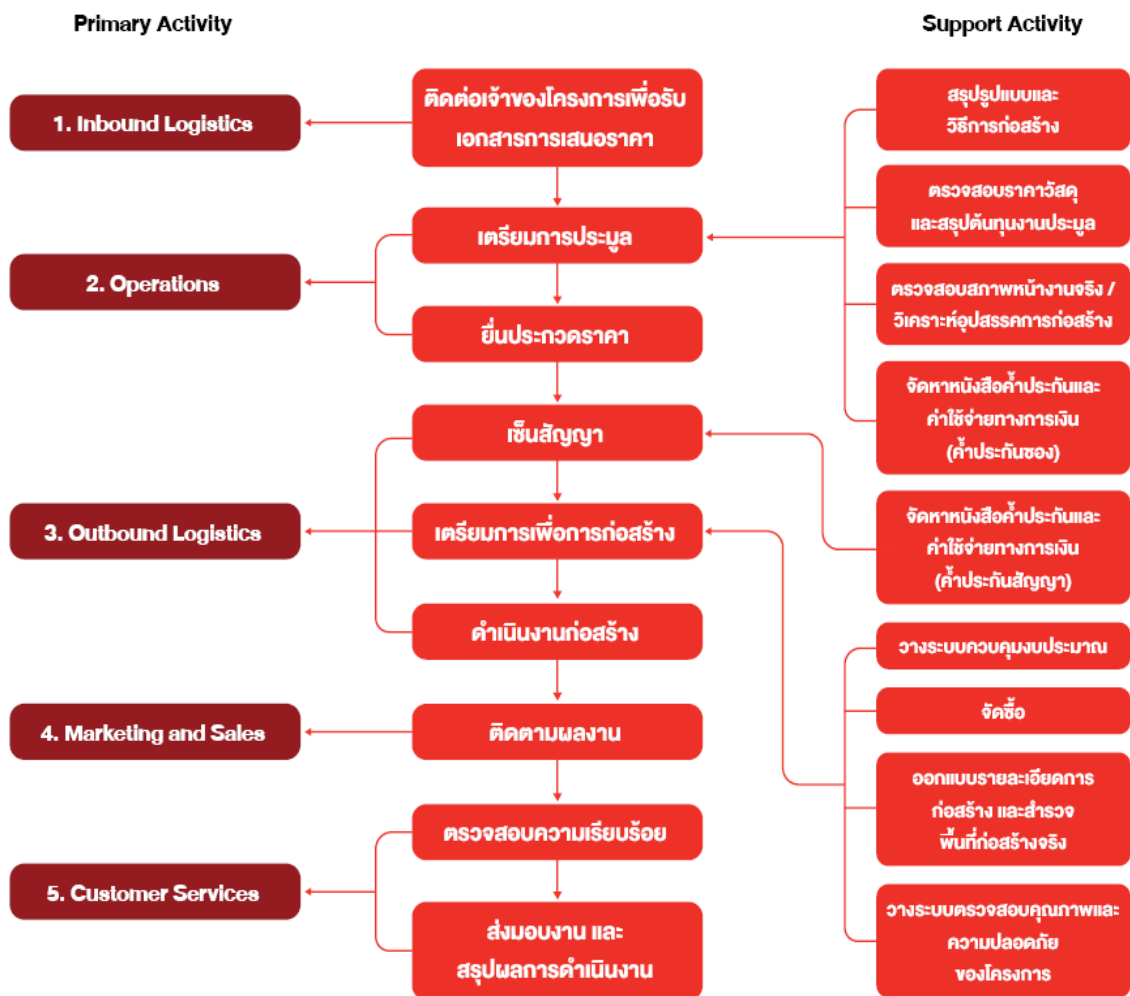 Primary Activity
Support Activity
1. Inbound Logistics
2. Operations
3. Outbound Logistics
4. Marketing and Sales
5. Customer Services
ติดต่อเจ้าของโครงการเพื่อรับ
เอกสารการเสนอราคา
เตรียมการประมูล
ยื่นประกวดราคา
เซ็นสัญญา
เตรียมการเพื่อการก่อสร้าง
ดำเนินงานก่อสร้าง
ติดตามผลงาน
ตรวจสอบความเรียบร้อย
ส่งมอบงาน และ
สรุปผลการดำเนินงาน
สรุปรูปแบบและ
วิธีการก่อสร้าง
ตรวจสอบราคาวัสดุ
และสรุปต้นทุนงานประมูล
ตรวจสอบสภาพหน้างานจริง /
วิเคราะห์อุปสรรคการก่อสร้าง
จัดหาหนังสือค้ำประกันและ
ค่าใช้จ่ายทางการเงิน
(ค้ำประกันซอง)
จัดหาหนังสือค้ำประกันและ
ค่าใช้จ่ายทางการเงิน
(ค้ำประกันสัญญา)
วางระบบควบคุมงบประมาณ
จัดซื้อ
ออกแบบรายละเอียดการ
ก่อสร้าง และสำรวจ
พื้นที่ก่อสร้างจริง
วางระบบตรวจสอบคุณภาพและ
ความปลอดภัย
ของโครงการ